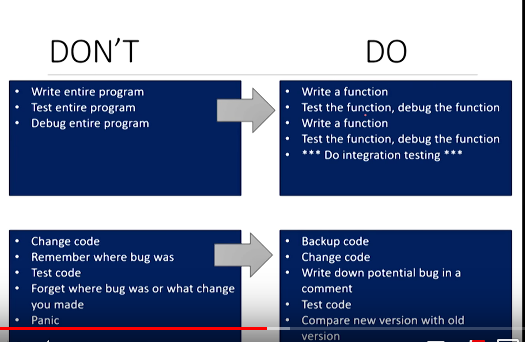 DON'T
DO
• Write entire program
• Test entire program
• Debug entire program
• Write a function
• Test the function, debug the function
• Write a function
• Test the function, debug the function
• *** Do integration testing ***
• Change code
• Remember where bug was
• Test code
• Forget where bug was or what change
you made
• Panic
• Backup code
• Change code
• Write down potential bug in a
comment
• Test code
• Compare new version with old
version